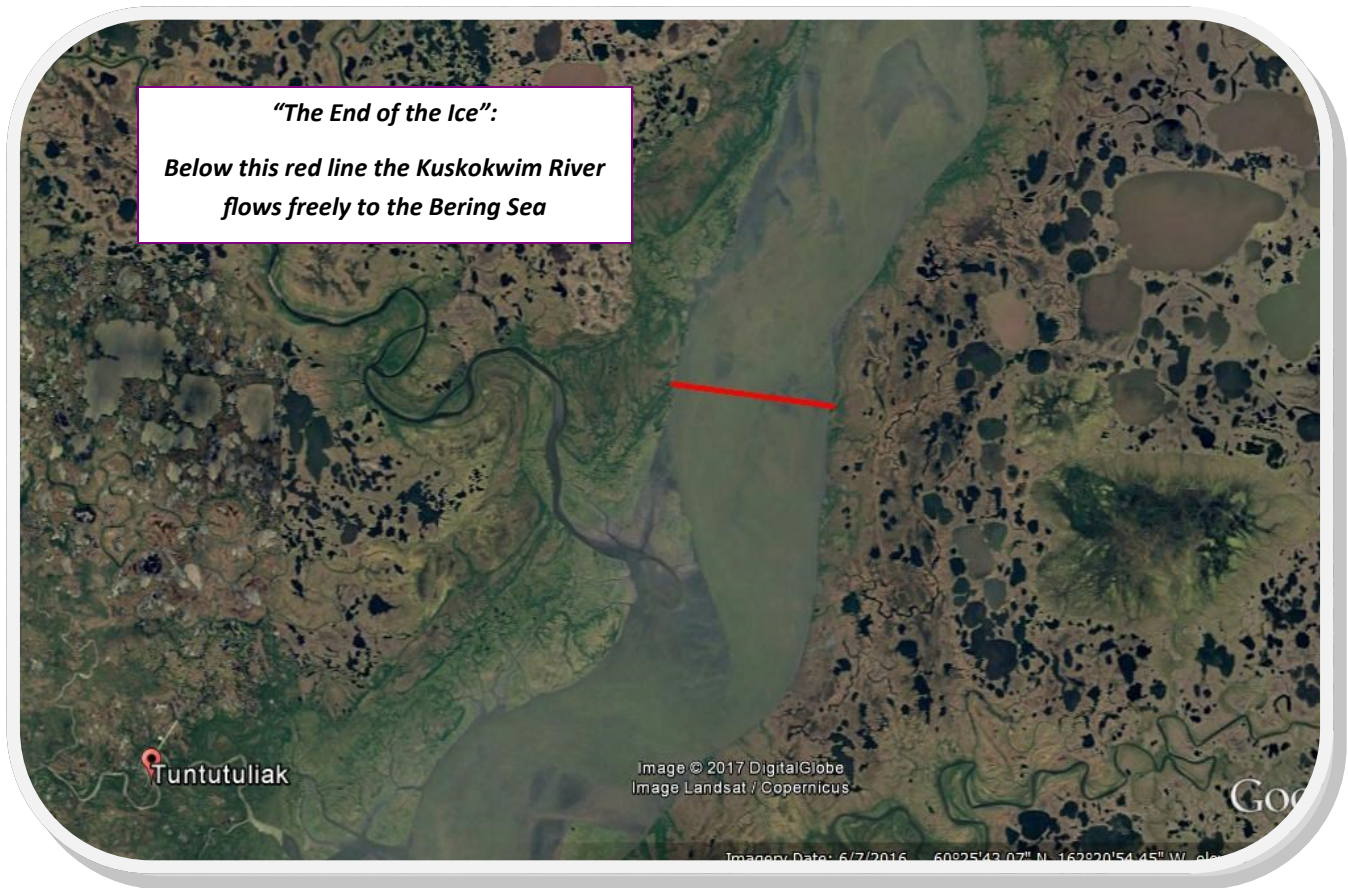 “The End of the Ice”:
Below this red line the Kuskokwim River
flows freely to the Bering Sea
Tuntutuliak
Image © 2017 DigitalGlobe
Image Landsat / Copernicus
Goo
Imagery Date: 6/7/2016 60°25'43.07" N 162°20'54.45" W